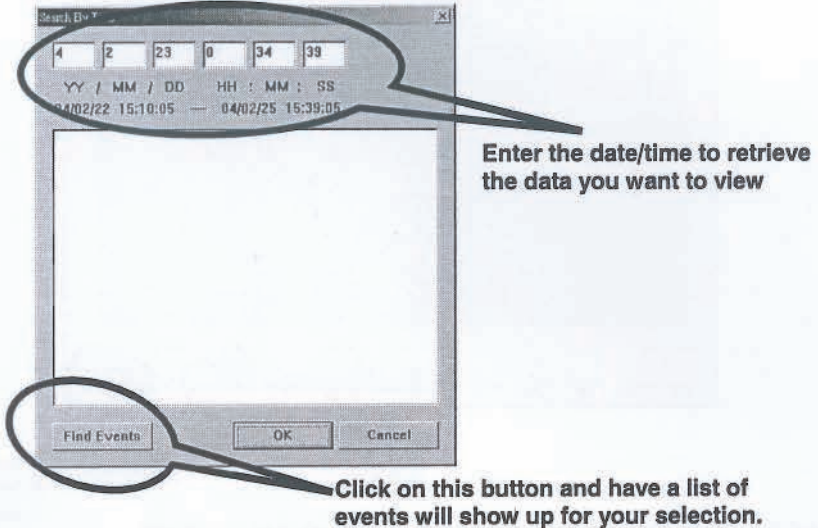 Search By T
4 2 23 0 34 39
YY / MM / DD HH : MM : SS
04/02/22 15:10:05 — 04/02/25 15:39:05
Enter the date/time to retrieve
the data you want to view
Find Events OK Cancel
Click on this button and have a list of
events will show up for your selection.